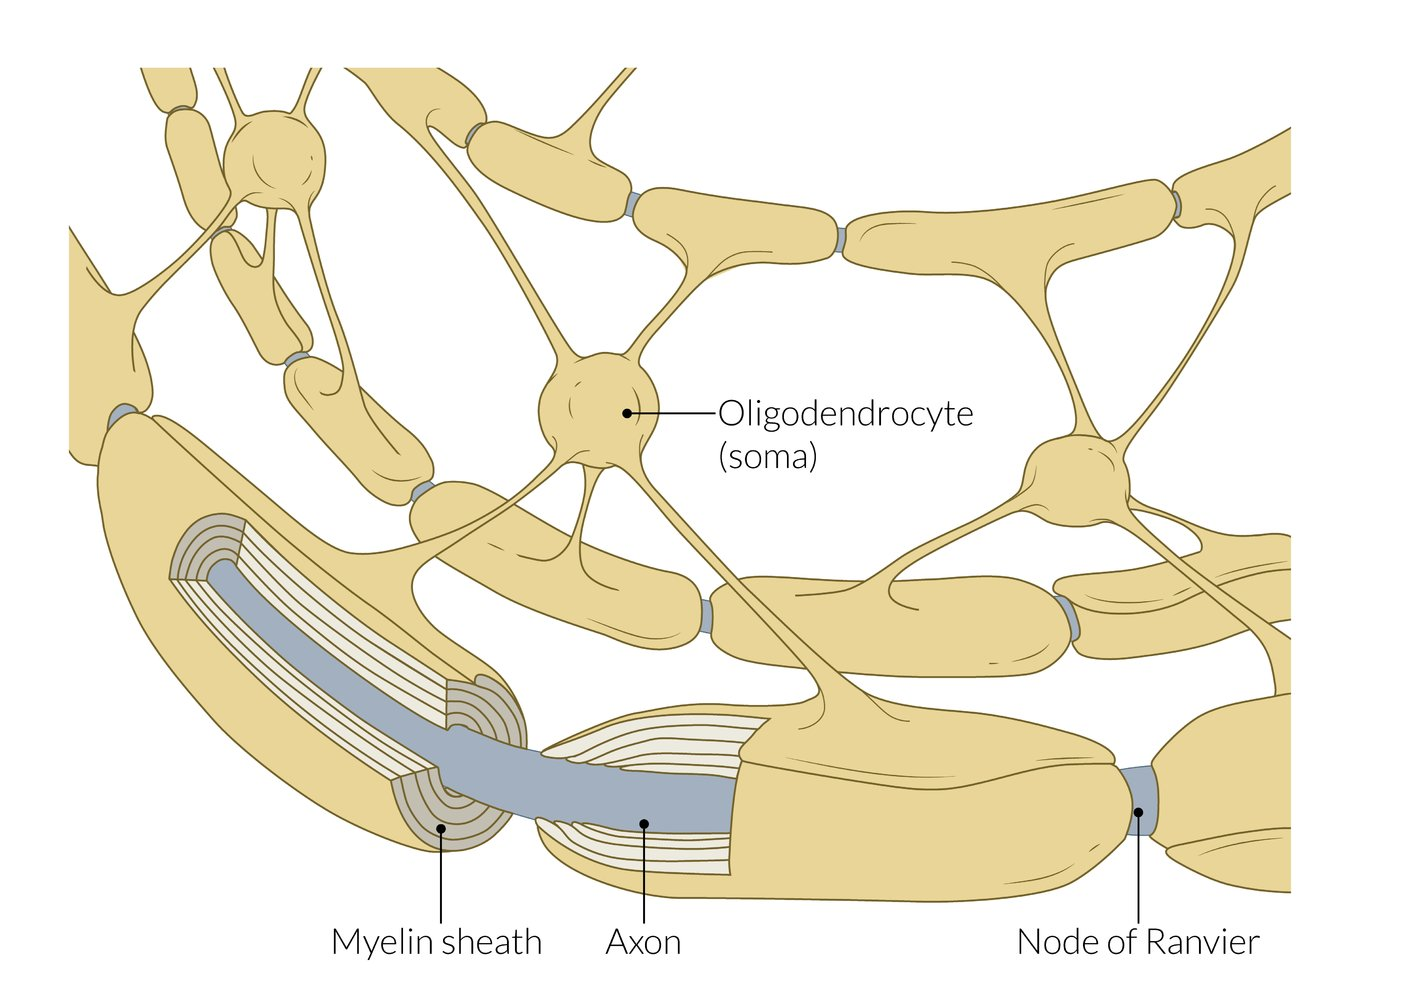 Oligodendrocyte
(soma)
Myelin sheath
Axon
Node of Ranvier